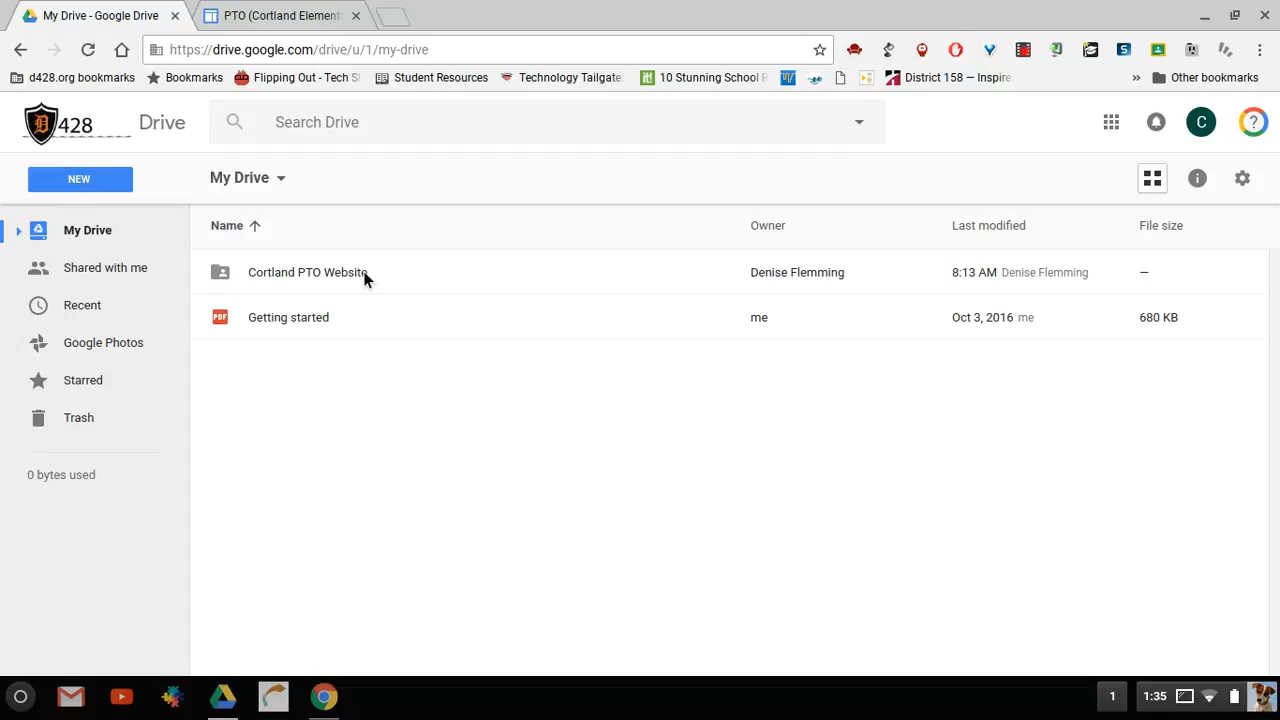 My Drive - Google Drive
PTO (Cortland Element
https://drive.google.com/drive/u/1/my-drive
d428.org bookmarks
Bookmarks
Flipping Out - Tech S
Student Resources
Technology Tailgate
it! 10 Stunning School
District 158 — Inspire
» Other bookmarks
D 428
Drive
Search Drive
C
?
NEW
My Drive
Name
Owner
Last modified
File size
My Drive
Shared with me
Recent
Google Photos
Starred
Trash
0 bytes used
Cortland PTO Website
Denise Flemming
8:13 AM Denise Flemming
—
PDF
Getting started
me
Oct 3, 2016 me
680 KB
1
1:35